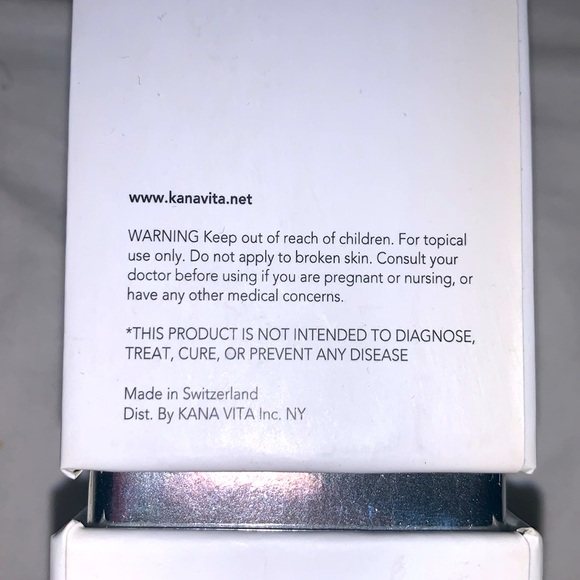 www.kanavita.net
WARNING Keep out of reach of children. For topical
use only. Do not apply to broken skin. Consult your
doctor before using if you are pregnant or nursing, or
have any other medical concerns.
*THIS PRODUCT IS NOT INTENDED TO DIAGNOSE,
TREAT, CURE, OR PREVENT ANY DISEASE
Made in Switzerland
Dist. By KANA VITA Inc. NY